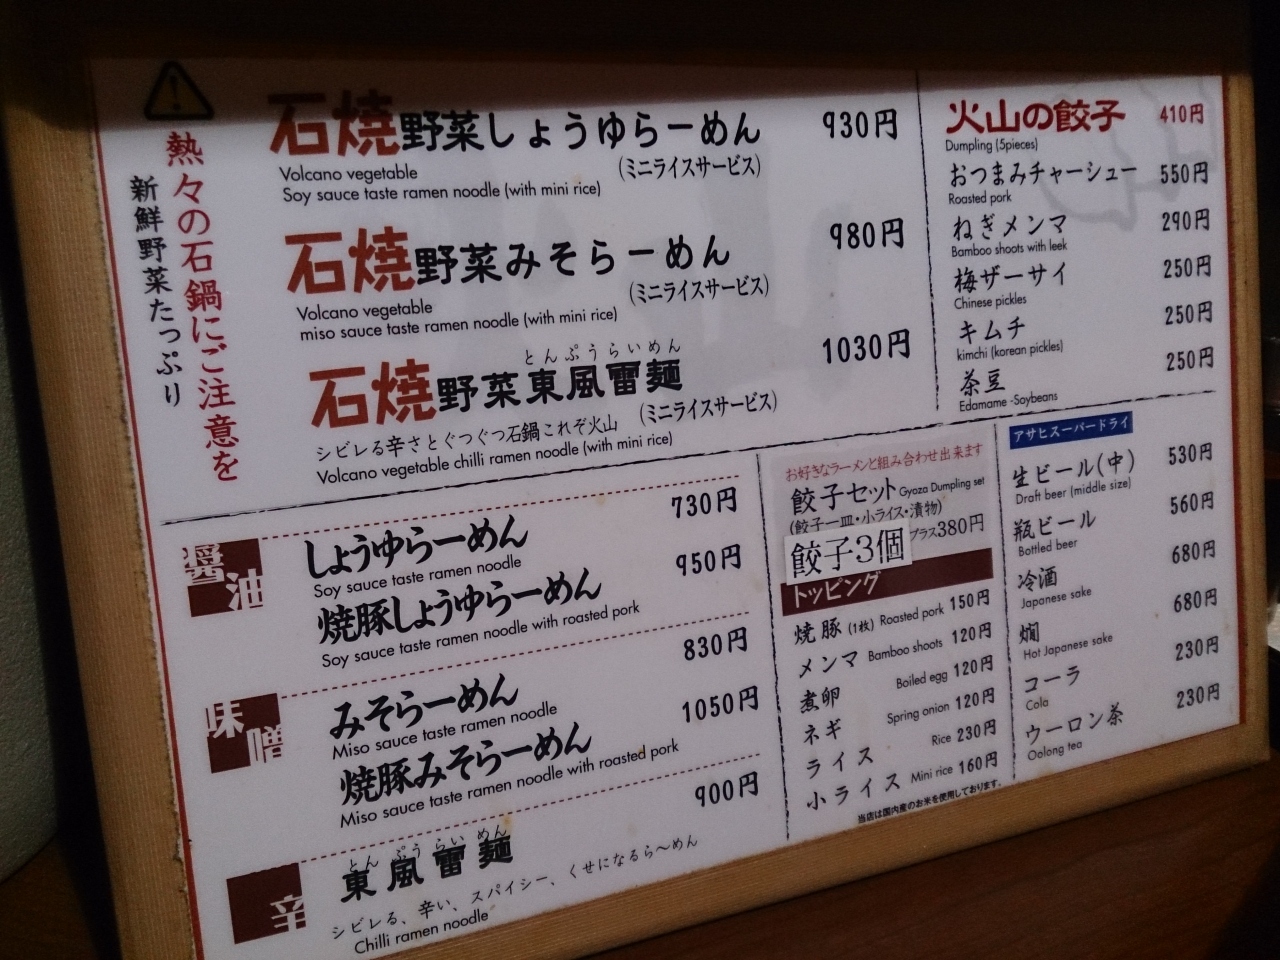 熱々の石鍋にご注意を
新鮮野菜たっぷり
石焼野菜しょうゆらーめん 930円
Volcano vegetable (ミニライスサービス)
Soy sauce taste ramen noodle (with mini rice)
石焼野菜みそらーめん 980円
Volcano vegetable (ミニライスサービス)
miso sauce taste ramen noodle (with mini rice)
とんぷうらいめん
石焼野菜東風雷麺 1030円
シビレる辛さとぐつぐつ石鍋これぞ火山 (ミニライスサービス)
Volcano vegetable chilli ramen noodle (with mini rice)
火山の餃子 410円
Dumpling (5pieces)
おつまみチャーシュー 550円
Roasted pork
ねぎメンマ 290円
Bamboo shoots with leek
梅ザーサイ 250円
Chinese pickles
キムチ 250円
kimchi (korean pickles)
茶豆 250円
Edamame -Soybeans
醤油
しょうゆらーめん 730円
Soy sauce taste ramen noodle
焼豚しょうゆらーめん 950円
Soy sauce taste ramen noodle with roasted pork
味噌
みそらーめん 830円
Miso sauce taste ramen noodle
焼豚みそらーめん 1050円
Miso sauce taste ramen noodle with roasted pork
辛
とんぷうらいめん
東風雷麺 900円
シビレる、辛い、スパイシー、くせになるら〜めん
Chilli ramen noodle
お好きなラーメンと組み合わせ出来ます
餃子セット Gyoza Dumpling set
(餃子一皿・小ライス・漬物)
プラス380円
餃子3個
トッピング
焼豚(1枚) Roasted pork 150円
メンマ Bamboo shoots 120円
煮卵 Boiled egg 120円
ネギ Spring onion 120円
ライス Rice 230円
小ライス Mini rice 160円
当店は国内産のお米を使用しております。
アサヒスーパードライ
生ビール(中) 530円
Draft beer (middle size)
瓶ビール 560円
Bottled beer
冷酒 680円
Japanese sake
燗 680円
Hot Japanese sake
コーラ 230円
Cola
ウーロン茶 230円
Oolong tea